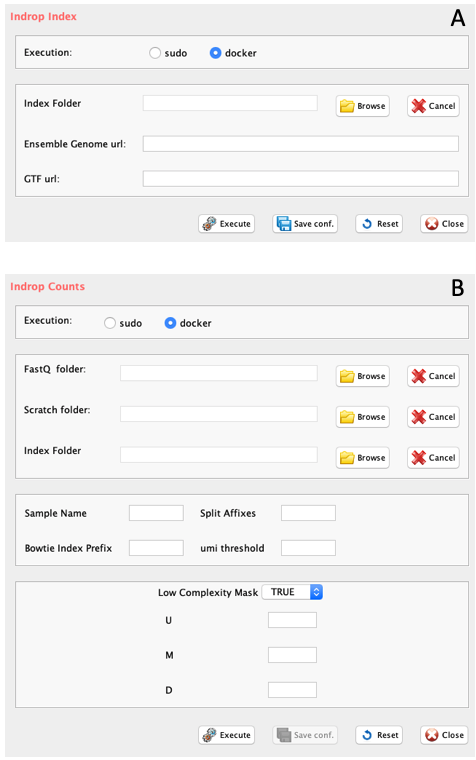 Indrop Index A
Execution: sudo docker
Index Folder Browse Cancel
Ensemble Genome url:
GTF url:
Execute Save conf. Reset Close
Indrop Counts B
Execution: sudo docker
FastQ folder: Browse Cancel
Scratch folder: Browse Cancel
Index Folder Browse Cancel
Sample Name Split Affixes
Bowtie Index Prefix umi threshold
Low Complexity Mask TRUE
U
M
D
Execute Save conf. Reset Close